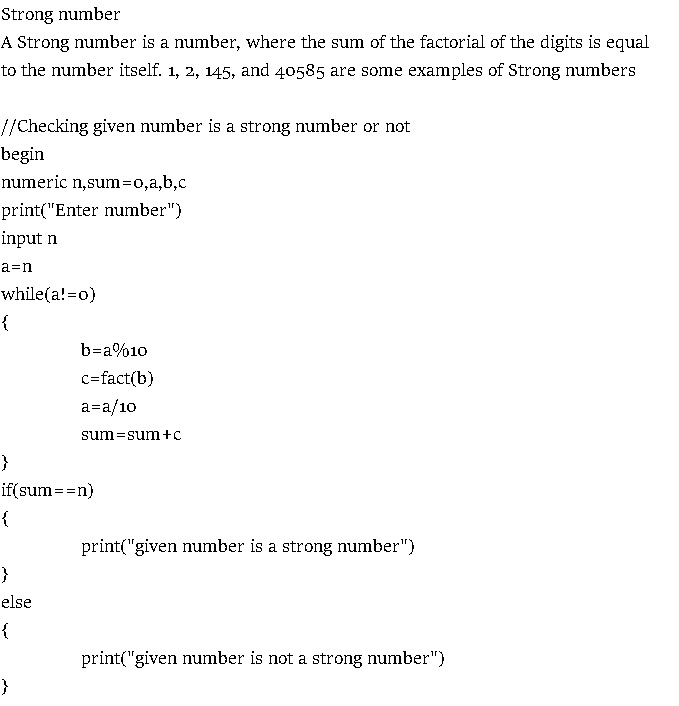 Strong number
A Strong number is a number, where the sum of the factorial of the digits is equal
to the number itself. 1, 2, 145, and 40585 are some examples of Strong numbers
//Checking given number is a strong number or not
begin
numeric n,sum=0,a,b,c
print("Enter number")
input n
a=n
while(a!=0)
{
b=a%10
c=fact(b)
a=a/10
sum=sum+c
}
if(sum==n)
{
print("given number is a strong number")
}
else
{
print("given number is not a strong number")
}